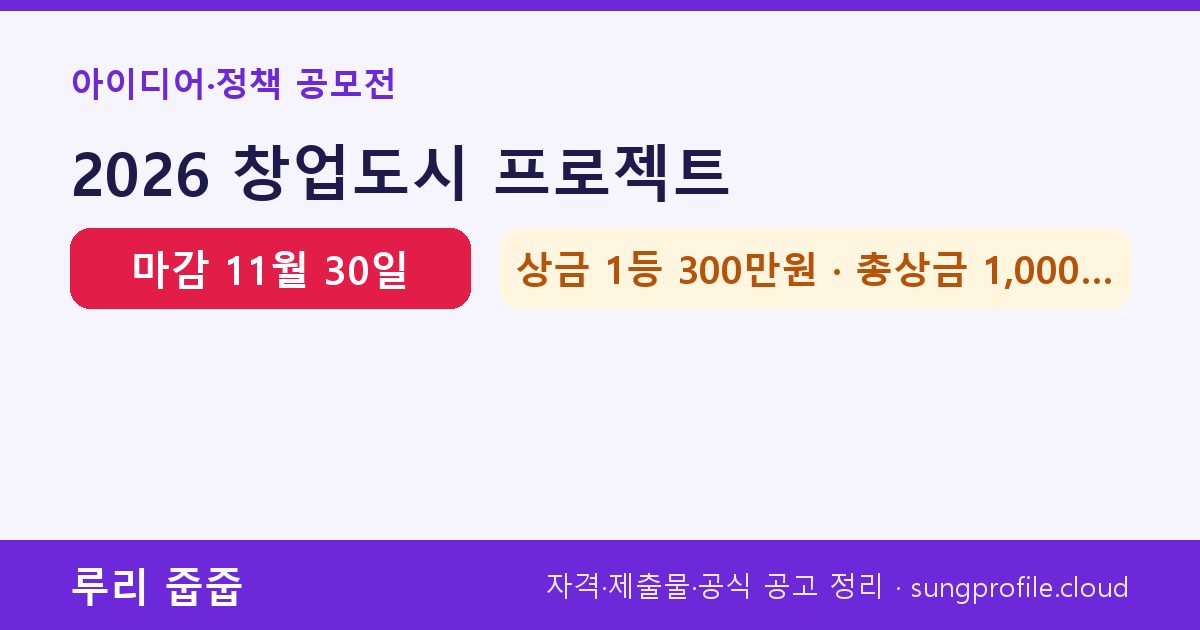 아이디어·정책 공모전
2026 창업도시 프로젝트
마감 11월 30일
상금 1등 300만원 · 총상금 1,000...
루리 줍줍
자격·제출물·공식 공고 정리 · sungprofile.cloud